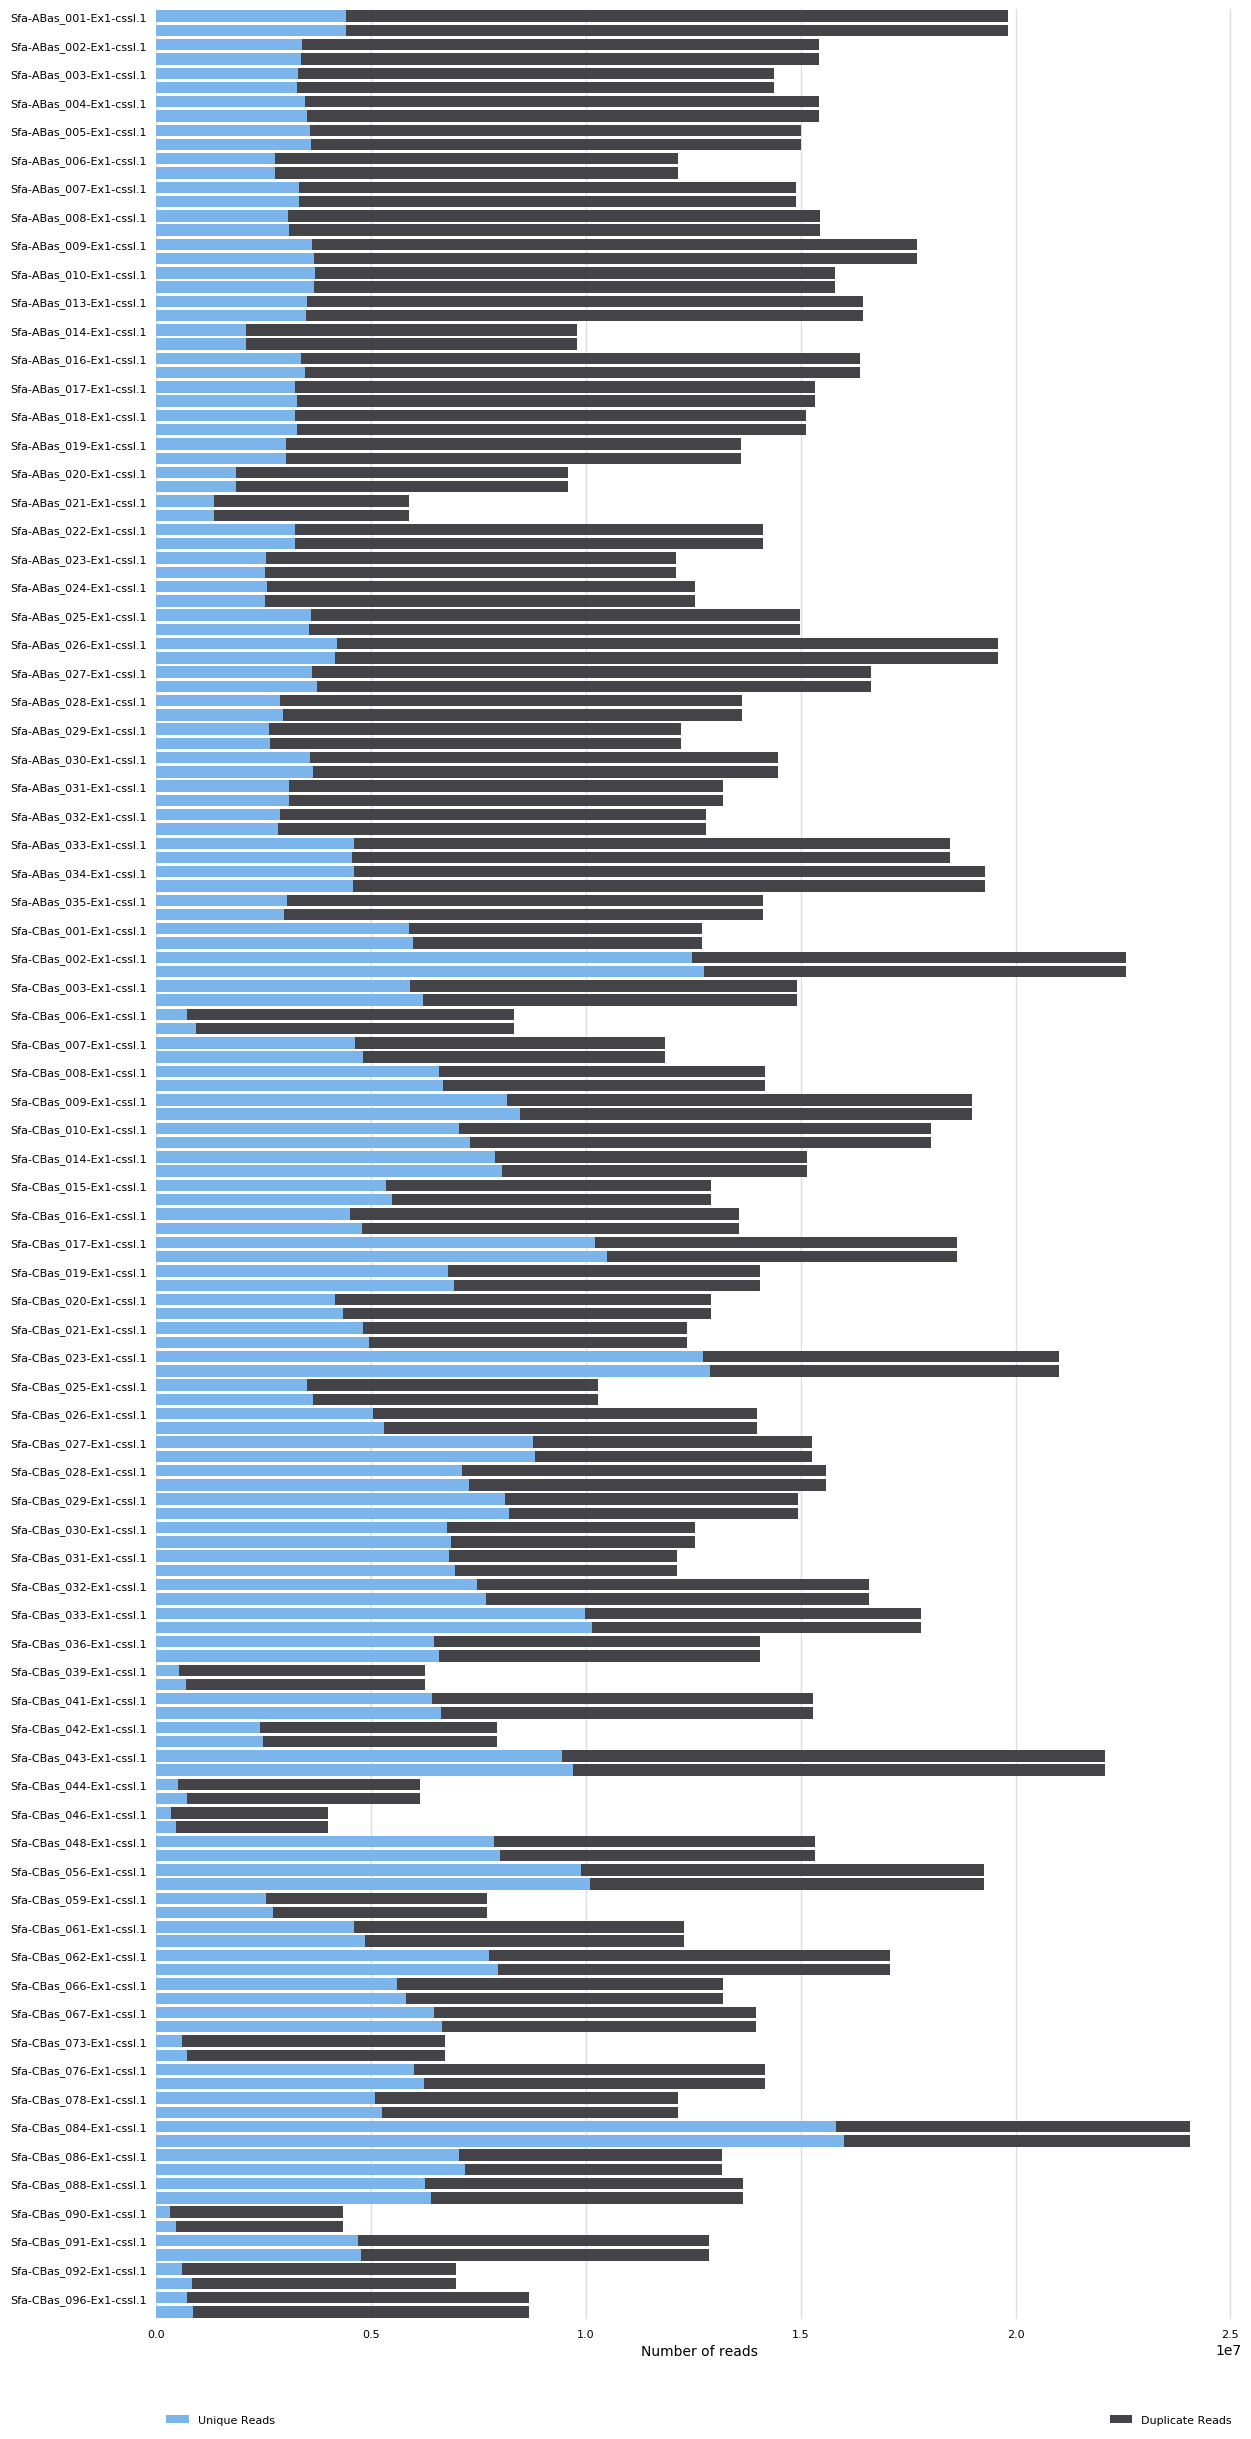 Sfa-ABas_001-Ex1-cssl.1
Sfa-ABas_002-Ex1-cssl.1
Sfa-ABas_003-Ex1-cssl.1
Sfa-ABas_004-Ex1-cssl.1
Sfa-ABas_005-Ex1-cssl.1
Sfa-ABas_006-Ex1-cssl.1
Sfa-ABas_007-Ex1-cssl.1
Sfa-ABas_008-Ex1-cssl.1
Sfa-ABas_009-Ex1-cssl.1
Sfa-ABas_010-Ex1-cssl.1
Sfa-ABas_013-Ex1-cssl.1
Sfa-ABas_014-Ex1-cssl.1
Sfa-ABas_016-Ex1-cssl.1
Sfa-ABas_017-Ex1-cssl.1
Sfa-ABas_018-Ex1-cssl.1
Sfa-ABas_019-Ex1-cssl.1
Sfa-ABas_020-Ex1-cssl.1
Sfa-ABas_021-Ex1-cssl.1
Sfa-ABas_022-Ex1-cssl.1
Sfa-ABas_023-Ex1-cssl.1
Sfa-ABas_024-Ex1-cssl.1
Sfa-ABas_025-Ex1-cssl.1
Sfa-ABas_026-Ex1-cssl.1
Sfa-ABas_027-Ex1-cssl.1
Sfa-ABas_028-Ex1-cssl.1
Sfa-ABas_029-Ex1-cssl.1
Sfa-ABas_030-Ex1-cssl.1
Sfa-ABas_031-Ex1-cssl.1
Sfa-ABas_032-Ex1-cssl.1
Sfa-ABas_033-Ex1-cssl.1
Sfa-ABas_034-Ex1-cssl.1
Sfa-ABas_035-Ex1-cssl.1
Sfa-CBas_001-Ex1-cssl.1
Sfa-CBas_002-Ex1-cssl.1
Sfa-CBas_003-Ex1-cssl.1
Sfa-CBas_006-Ex1-cssl.1
Sfa-CBas_007-Ex1-cssl.1
Sfa-CBas_008-Ex1-cssl.1
Sfa-CBas_009-Ex1-cssl.1
Sfa-CBas_010-Ex1-cssl.1
Sfa-CBas_014-Ex1-cssl.1
Sfa-CBas_015-Ex1-cssl.1
Sfa-CBas_016-Ex1-cssl.1
Sfa-CBas_017-Ex1-cssl.1
Sfa-CBas_019-Ex1-cssl.1
Sfa-CBas_020-Ex1-cssl.1
Sfa-CBas_021-Ex1-cssl.1
Sfa-CBas_023-Ex1-cssl.1
Sfa-CBas_025-Ex1-cssl.1
Sfa-CBas_026-Ex1-cssl.1
Sfa-CBas_027-Ex1-cssl.1
Sfa-CBas_028-Ex1-cssl.1
Sfa-CBas_029-Ex1-cssl.1
Sfa-CBas_030-Ex1-cssl.1
Sfa-CBas_031-Ex1-cssl.1
Sfa-CBas_032-Ex1-cssl.1
Sfa-CBas_033-Ex1-cssl.1
Sfa-CBas_036-Ex1-cssl.1
Sfa-CBas_039-Ex1-cssl.1
Sfa-CBas_041-Ex1-cssl.1
Sfa-CBas_042-Ex1-cssl.1
Sfa-CBas_043-Ex1-cssl.1
Sfa-CBas_044-Ex1-cssl.1
Sfa-CBas_046-Ex1-cssl.1
Sfa-CBas_048-Ex1-cssl.1
Sfa-CBas_056-Ex1-cssl.1
Sfa-CBas_059-Ex1-cssl.1
Sfa-CBas_061-Ex1-cssl.1
Sfa-CBas_062-Ex1-cssl.1
Sfa-CBas_066-Ex1-cssl.1
Sfa-CBas_067-Ex1-cssl.1
Sfa-CBas_073-Ex1-cssl.1
Sfa-CBas_076-Ex1-cssl.1
Sfa-CBas_078-Ex1-cssl.1
Sfa-CBas_084-Ex1-cssl.1
Sfa-CBas_086-Ex1-cssl.1
Sfa-CBas_088-Ex1-cssl.1
Sfa-CBas_090-Ex1-cssl.1
Sfa-CBas_091-Ex1-cssl.1
Sfa-CBas_092-Ex1-cssl.1
Sfa-CBas_096-Ex1-cssl.1
0.0 0.5 1.0 1.5 2.0 2.5
Number of reads 1e7
Unique Reads Duplicate Reads